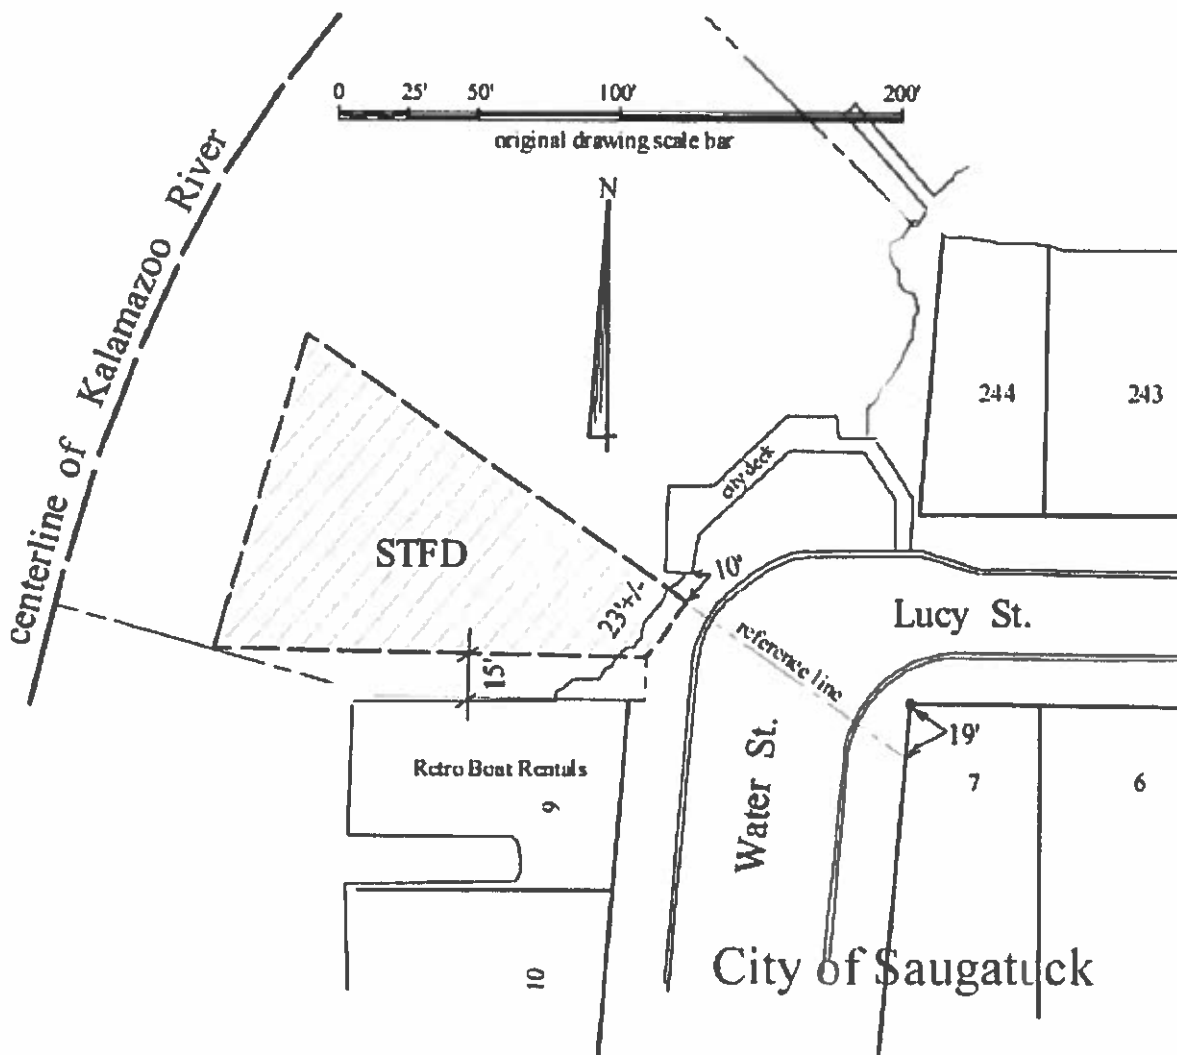 0 25' 50' 100' 200'
original drawing scale bar
N
centerline of Kalamazoo River
244
243
city deck
STFD
10'
23'+/-
Lucy St.
reference line
15'
19'
Retro Boat Rentals
9
7
6
Water St.
City of Saugatuck
10